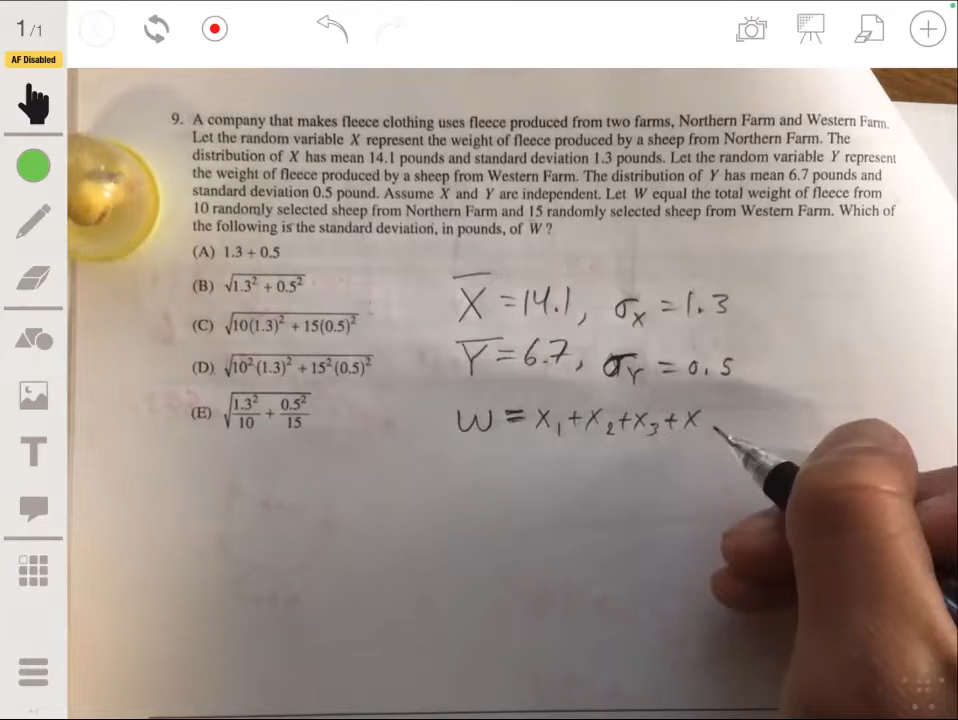 1/1
AF Disabled
9. A company that makes fleece clothing uses fleece produced from two farms, Northern Farm and Western Farm.
Let the random variable X represent the weight of fleece produced by a sheep from Northern Farm. The
distribution of X has mean 14.1 pounds and standard deviation 1.3 pounds. Let the random variable Y represent
the weight of fleece produced by a sheep from Western Farm. The distribution of Y has mean 6.7 pounds and
standard deviation 0.5 pound. Assume X and Y are independent. Let W equal the total weight of fleece from
10 randomly selected sheep from Northern Farm and 15 randomly selected sheep from Western Farm. Which of
the following is the standard deviation, in pounds, of W?
(A) 1.3 + 0.5
(B) √1.3² + 0.5²
(C) √10(1.3)² + 15(0.5)²
(D) √10²(1.3)² + 15²(0.5)²
(E) √1.3²/10 + 0.5²/15
X̅ = 14.1, σₓ = 1.3
Y̅ = 6.7, σ_Y = 0.5
W = X₁ + X₂ + X₃ + X
T